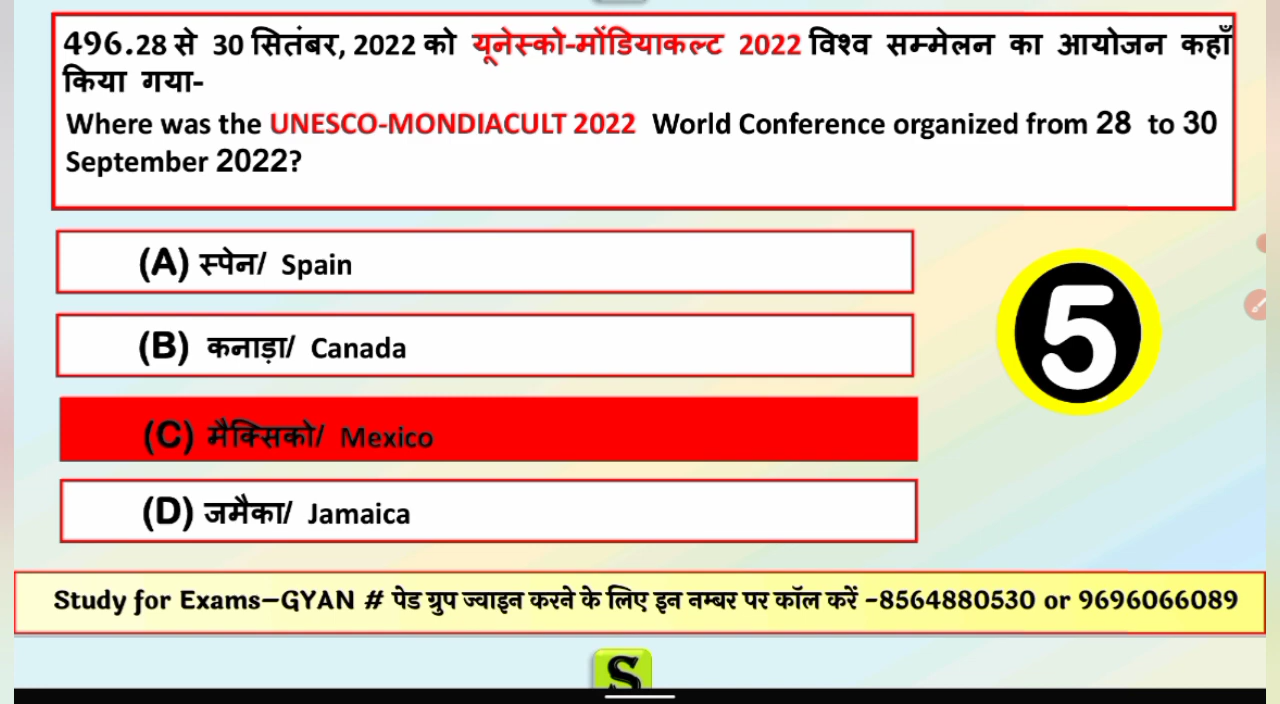 496.28 से 30 सितंबर, 2022 को यूनेस्को-मोंडियाकल्ट 2022 विश्व सम्मेलन का आयोजन कहाँ
किया गया-
Where was the UNESCO-MONDIACULT 2022 World Conference organized from 28 to 30
September 2022?
(A) स्पेन/ Spain
(B) कनाड़ा/ Canada
(C) मैक्सिको/ Mexico
(D) जमैका/ Jamaica
5
Study for Exams–GYAN # पेड ग्रुप ज्वाइन करने के लिए इन नम्बर पर कॉल करें -8564880530 or 9696066089
S